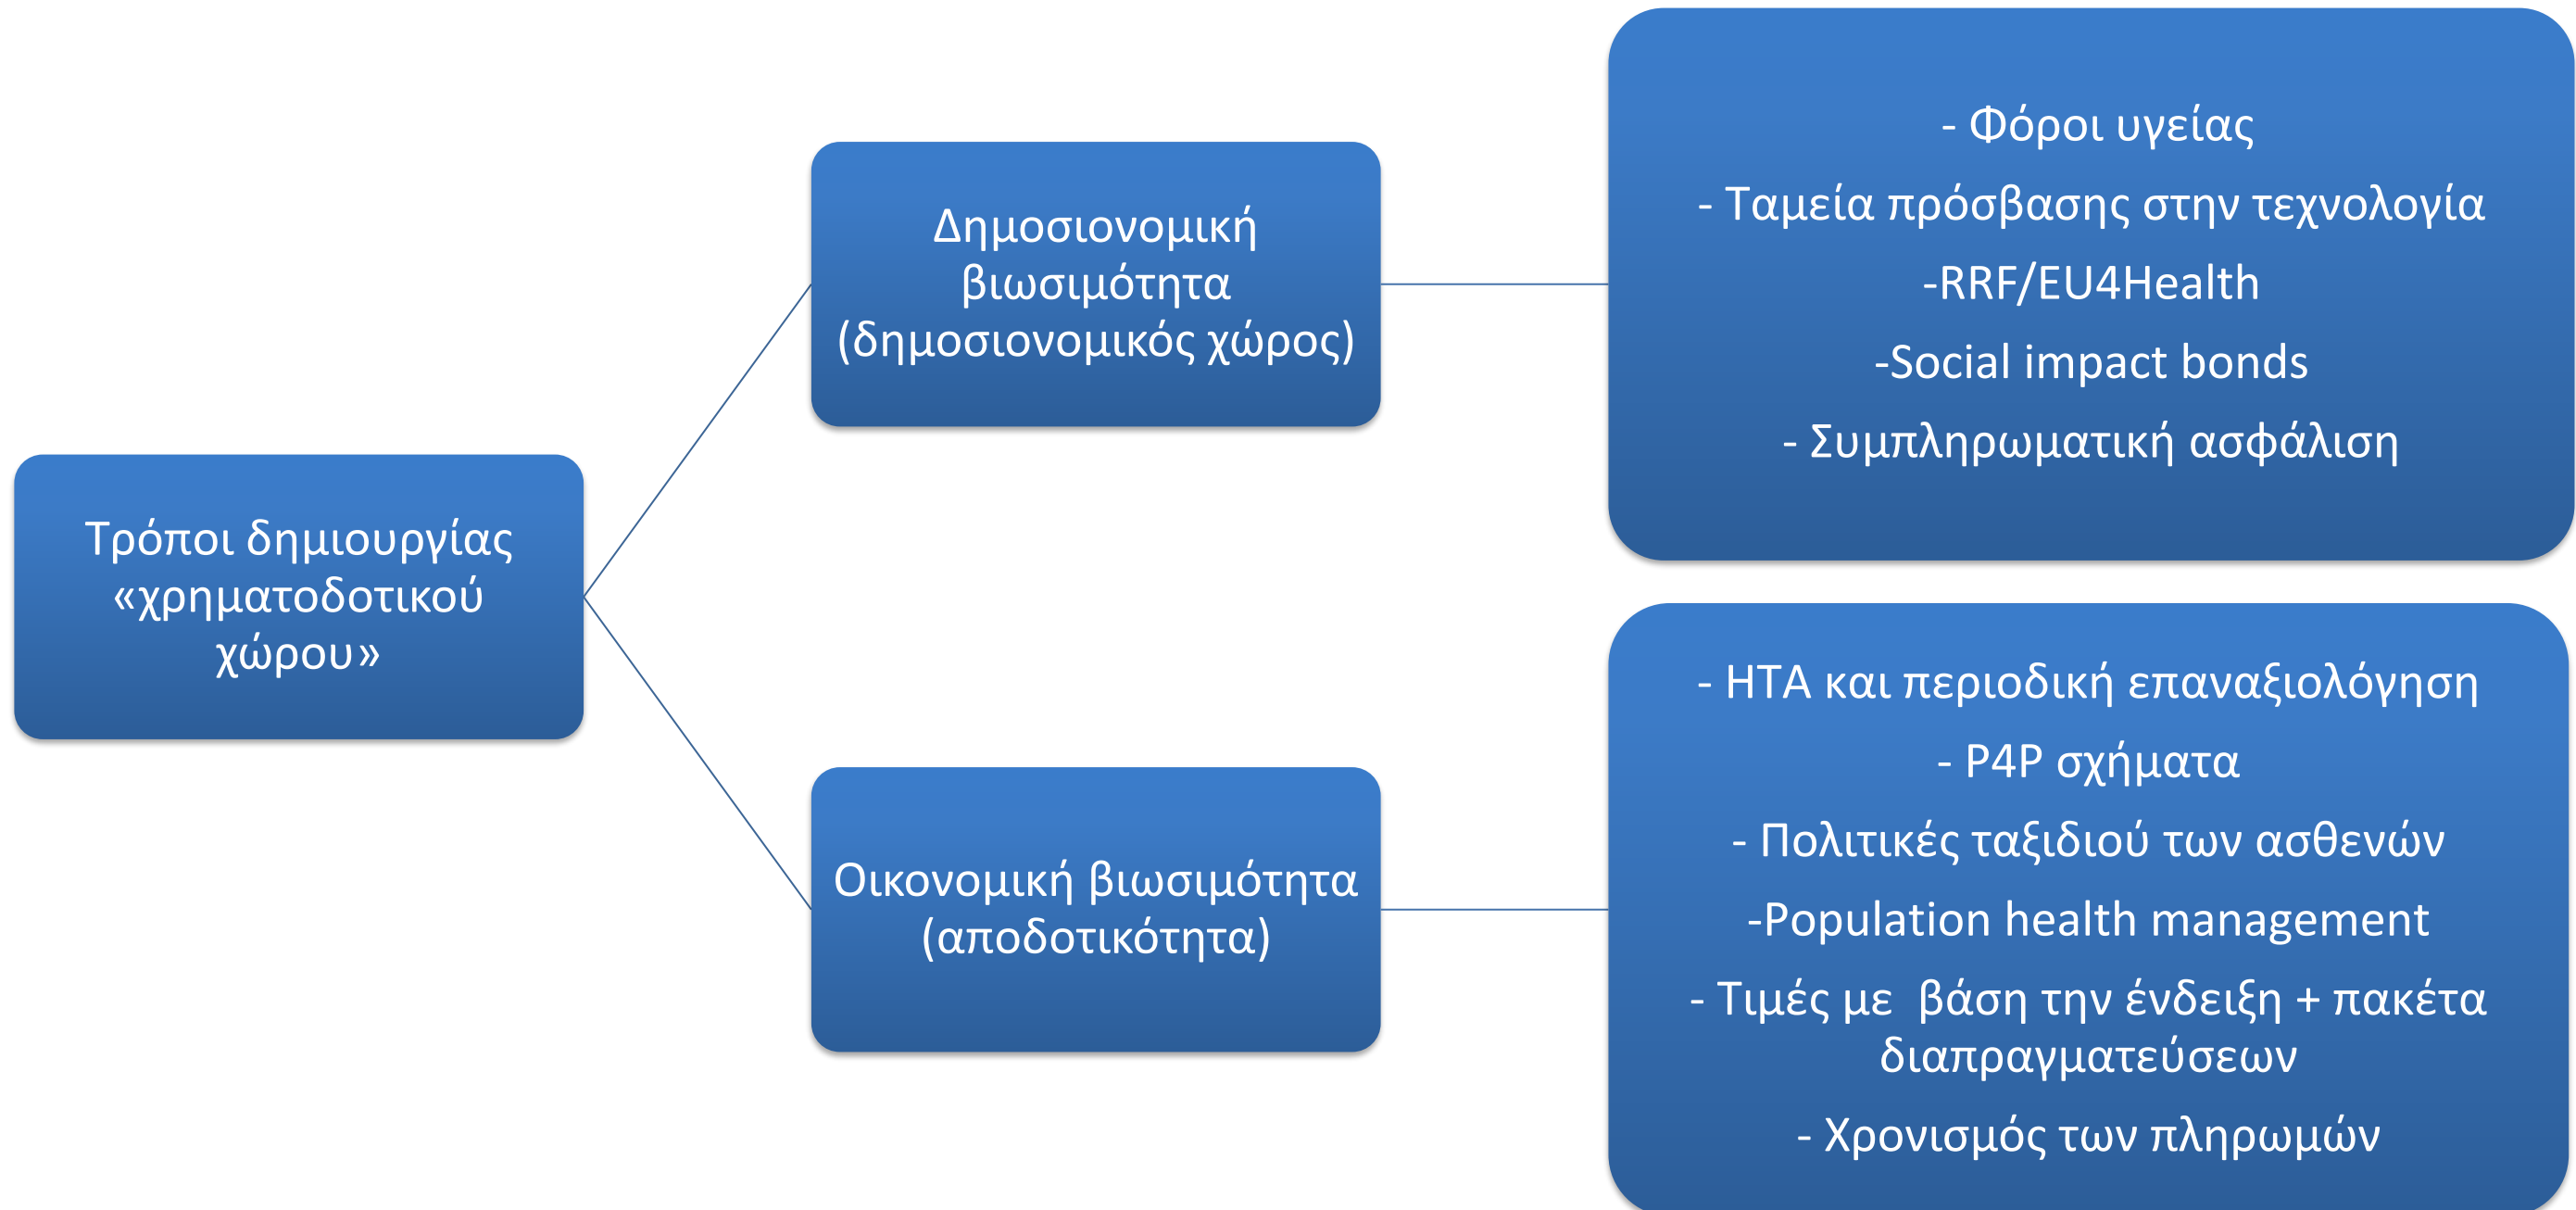 Τρόποι δημιουργίας
«χρηματοδοτικού
χώρου»
Δημοσιονομική
βιωσιμότητα
(δημοσιονομικός χώρος)
- Φόροι υγείας
- Ταμεία πρόσβασης στην τεχνολογία
-RRF/EU4Health
-Social impact bonds
- Συμπληρωματική ασφάλιση
Οικονομική βιωσιμότητα
(αποδοτικότητα)
- HTA και περιοδική επαναξιολόγηση
- P4P σχήματα
- Πολιτικές ταξιδιού των ασθενών
-Population health management
- Τιμές με  βάση την ένδειξη + πακέτα
διαπραγματεύσεων
- Χρονισμός των πληρωμών